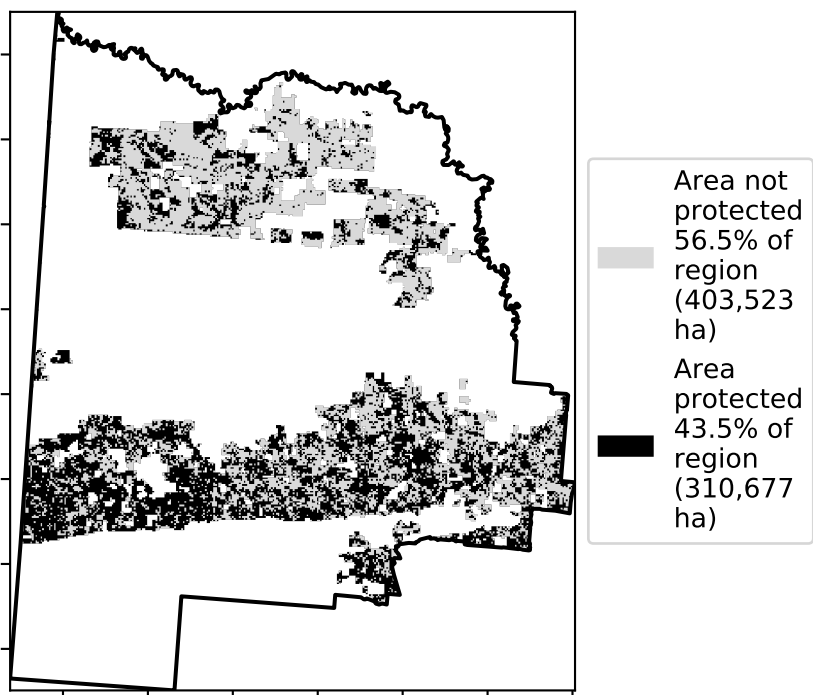 Area not
protected
56.5% of
region
(403,523
ha)
Area
protected
43.5% of
region
(310,677
ha)